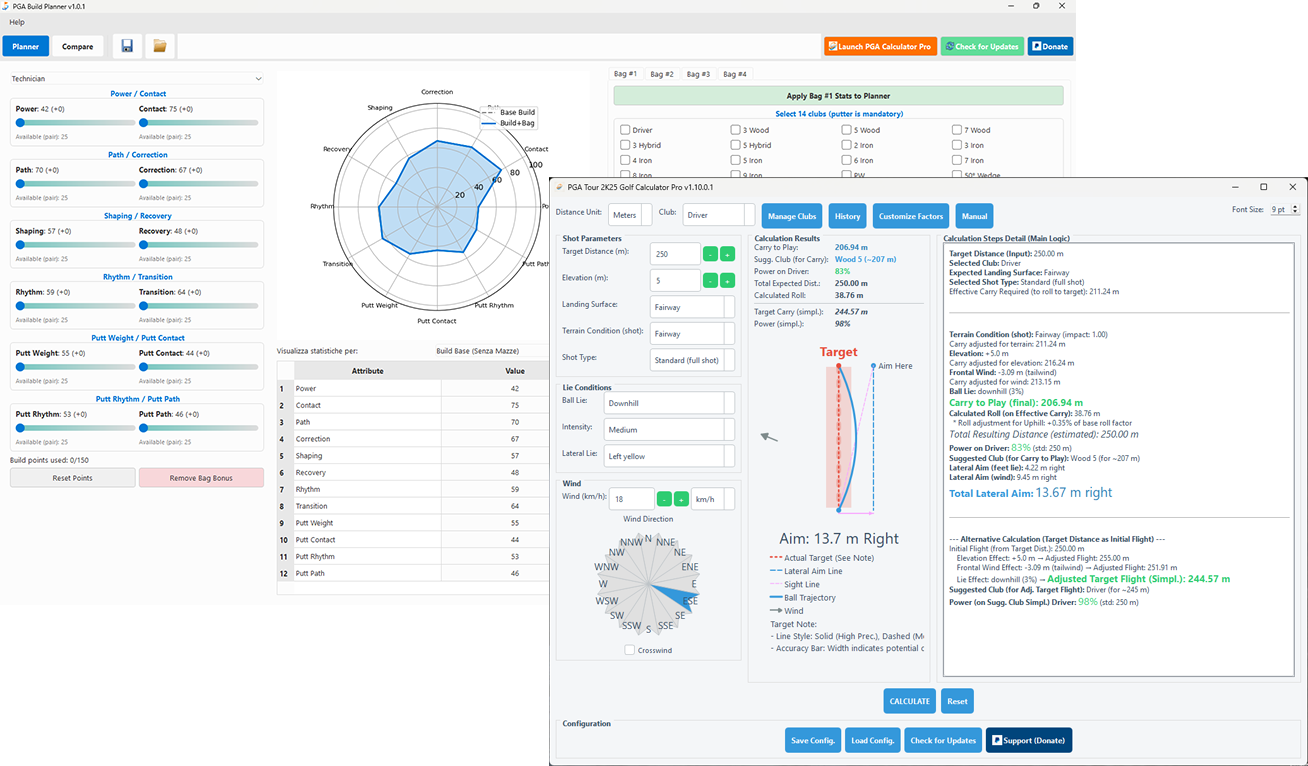 PGA Build Planner v1.0.1
Help
Planner
Compare
Launch PGA Calculator Pro
Check for Updates
Donate
Technician
Power / Contact
Power: 42 (+0)
Contact: 75 (+0)
Available (pair): 25
Available (pair): 25
Path / Correction
Path: 70 (+0)
Correction: 67 (+0)
Available (pair): 25
Available (pair): 25
Shaping / Recovery
Shaping: 57 (+0)
Recovery: 48 (+0)
Available (pair): 25
Available (pair): 25
Rhythm / Transition
Rhythm: 59 (+0)
Transition: 64 (+0)
Available (pair): 25
Available (pair): 25
Putt Weight / Putt Contact
Putt Weight: 55 (+0)
Putt Contact: 44 (+0)
Available (pair): 25
Available (pair): 25
Putt Rhythm / Putt Path
Putt Rhythm: 53 (+0)
Putt Path: 46 (+0)
Available (pair): 25
Available (pair): 25
Build points used: 0/150
Reset Points
Remove Bag Bonus
Correction
Shaping
Base Build
Build+Bag
Recovery
Contact
100
80
60
40
20
Rhythm
Po
Transition
Putt Path
Putt Weight
Putt Rhythm
Putt Contact
Visualizza statistiche per:
Build Base (Senza Mazze)
Attribute
Value
1 Power 42
2 Contact 75
3 Path 70
4 Correction 67
5 Shaping 57
6 Recovery 48
7 Rhythm 59
8 Transition 64
9 Putt Weight 55
10 Putt Contact 44
11 Putt Rhythm 53
12 Putt Path 46
Bag #1
Bag #2
Bag #3
Bag #4
Apply Bag #1 Stats to Planner
Select 14 clubs (putter is mandatory)
Driver
3 Wood
5 Wood
7 Wood
3 Hybrid
5 Hybrid
2 Iron
3 Iron
4 Iron
5 Iron
6 Iron
7 Iron
8 Iron
9 Iron
PW
50° Wedge
PGA Tour 2K25 Golf Calculator Pro v1.10.0.1
Distance Unit:
Meters
Club:
Driver
Manage Clubs
History
Customize Factors
Manual
Font Size:
9 pt
Shot Parameters
Target Distance (m):
250
-
+
Elevation (m):
5
-
+
Landing Surface:
Fairway
Terrain Condition (shot):
Fairway
Shot Type:
Standard (full shot)
Lie Conditions
Ball Lie:
Downhill
Intensity:
Medium
Lateral Lie:
Left yellow
Wind
Wind (km/h):
18
-
+
km/h
Wind Direction
N
NNE
NE
ENE
E
ESE
SE
SSE
S
SSW
SW
WSW
W
WNW
NW
NNW
Crosswind
Calculation Results
Carry to Play: 206.94 m
Sugg. Club (for Carry): Wood 5 (~207 m)
Power on Driver: 83%
Total Expected Dist.: 250.00 m
Calculated Roll: 38.76 m
Target Carry (simpl.): 244.57 m
Power (simpl.): 98%
Target
Aim Here
Aim: 13.7 m Right
Actual Target (See Note)
Lateral Aim Line
Sight Line
Ball Trajectory
Wind
Target Note:
- Line Style: Solid (High Prec.), Dashed (M
- Accuracy Bar: Width indicates potential c
Calculation Steps Detail (Main Logic)
Target Distance (Input): 250.00 m
Selected Club: Driver
Expected Landing Surface: Fairway
Selected Shot Type: Standard (full shot)
Effective Carry Required (to roll to target): 211.24 m
Terrain Condition (shot): Fairway (impact: 1.00)
Carry adjusted for terrain: 211.24 m
Elevation: +5.0 m
Carry adjusted for elevation: 216.24 m
Frontal Wind: -3.09 m (tailwind)
Carry adjusted for wind: 213.15 m
Ball Lie: downhill (3%)
Carry to Play (final): 206.94 m
Calculated Roll (on Effective Carry): 38.76 m
* Roll adjustment for Uphill: +0.35% of base roll factor
Total Resulting Distance (estimated): 250.00 m
Power on Driver: 83% (std: 250 m)
Suggested Club (for Carry to Play): Wood 5 (for ~207 m)
Lateral Aim (feet lie): 4.22 m right
Lateral Aim (wind): 9.45 m right
Total Lateral Aim: 13.67 m right
--- Alternative Calculation (Target Distance as Initial Flight) ---
Initial Flight (from Target Dist.): 250.00 m
Elevation Effect: +5.0 m → Adjusted Flight: 255.00 m
Frontal Wind Effect: -3.09 m (tailwind) → Adjusted Flight: 251.91 m
Lie Effect: downhill (3%) → Adjusted Target Flight (Simpl.): 244.57 m
Suggested Club (for Adj. Target Flight): Driver (for ~245 m)
Power (on Sugg. Club Simpl.) Driver: 98% (std: 250 m)
CALCULATE
Reset
Configuration
Save Config.
Load Config.
Check for Updates
Support (Donate)